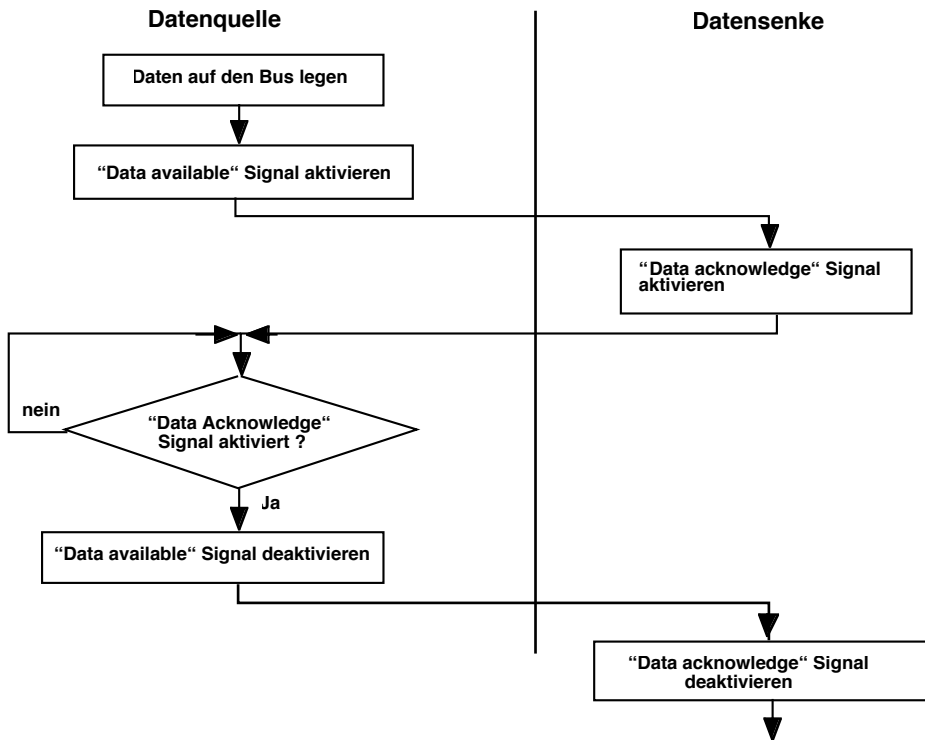 Datenquelle
Datensenke
Daten auf den Bus legen
“Data available“ Signal aktivieren
“Data acknowledge“ Signal
aktivieren
nein
“Data Acknowledge“
Signal aktiviert ?
Ja
“Data available“ Signal deaktivieren
“Data acknowledge“ Signal
deaktivieren